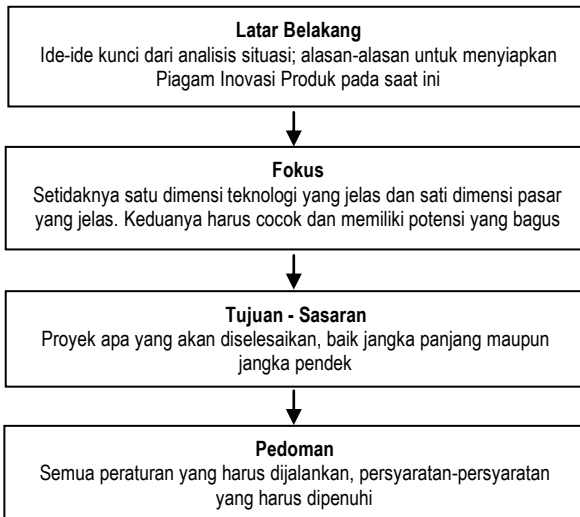 Latar Belakang
Ide-ide kunci dari analisis situasi; alasan-alasan untuk menyiapkan
Piagam Inovasi Produk pada saat ini
Fokus
Setidaknya satu dimensi teknologi yang jelas dan sati dimensi pasar
yang jelas. Keduanya harus cocok dan memiliki potensi yang bagus
Tujuan - Sasaran
Proyek apa yang akan diselesaikan, baik jangka panjang maupun
jangka pendek
Pedoman
Semua peraturan yang harus dijalankan, persyaratan-persyaratan
yang harus dipenuhi